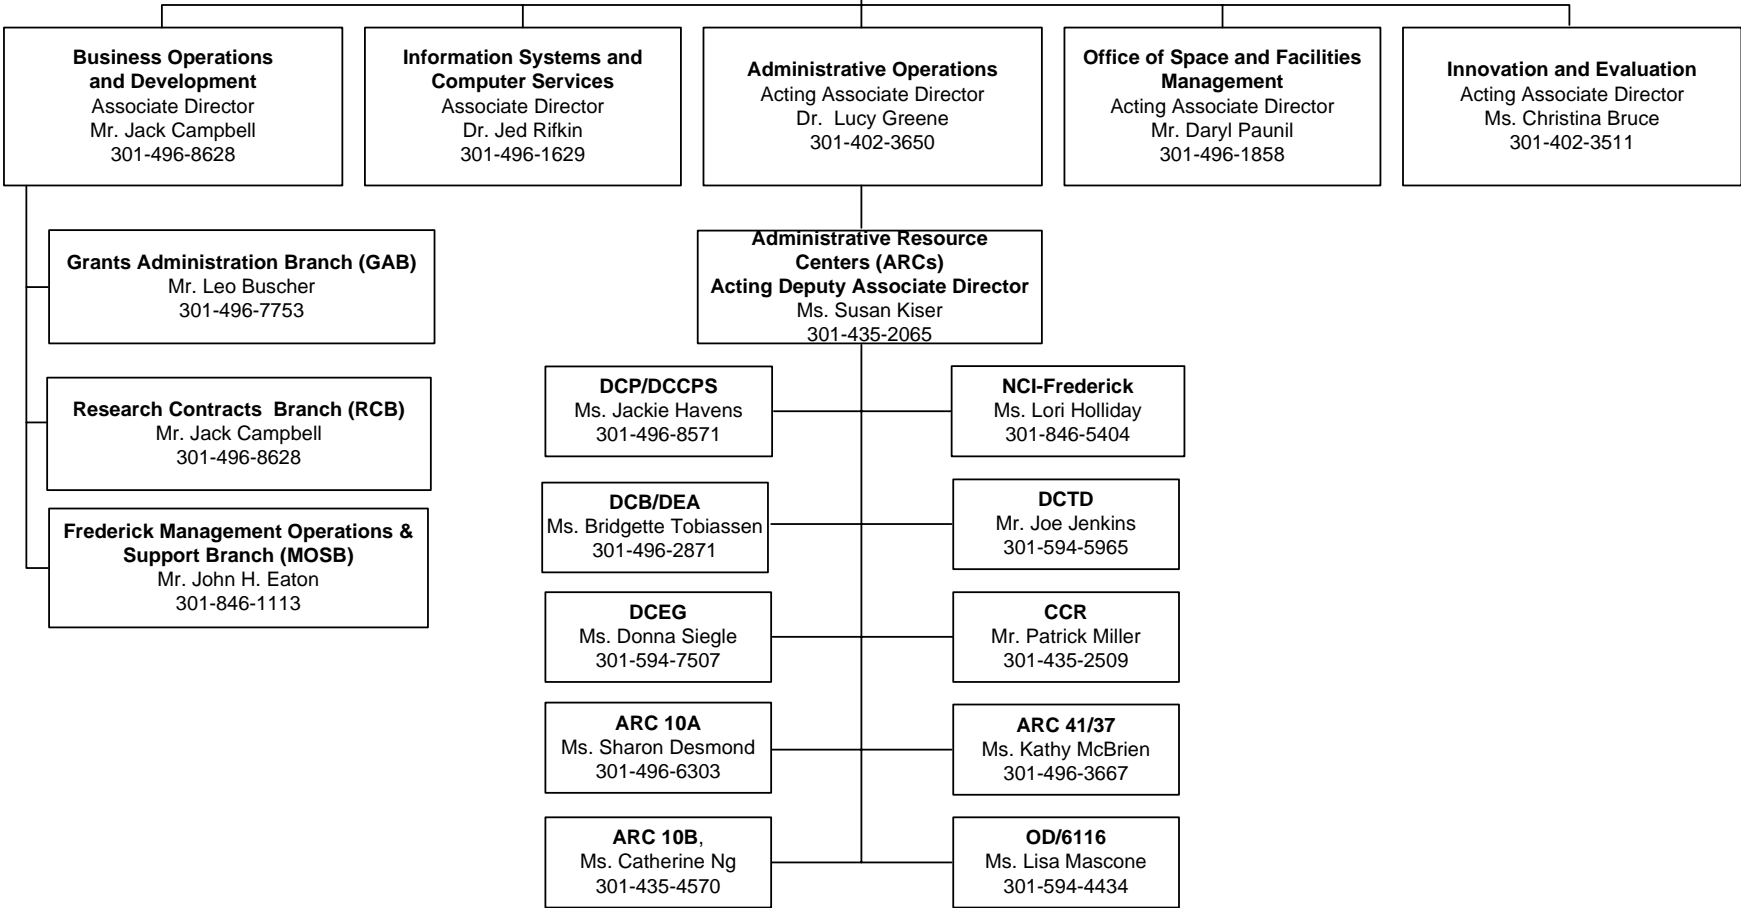 Business Operations
and Development
Associate Director
Mr. Jack Campbell
301-496-8628
Information Systems and
Computer Services
Associate Director
Dr. Jed Rifkin
301-496-1629
Administrative Operations
Acting Associate Director
Dr. Lucy Greene
301-402-3650
Office of Space and Facilities
Management
Acting Associate Director
Mr. Daryl Paunil
301-496-1858
Innovation and Evaluation
Acting Associate Director
Ms. Christina Bruce
301-402-3511
Grants Administration Branch (GAB)
Mr. Leo Buscher
301-496-7753
Research Contracts Branch (RCB)
Mr. Jack Campbell
301-496-8628
Frederick Management Operations &
Support Branch (MOSB)
Mr. John H. Eaton
301-846-1113
Administrative Resource
Centers (ARCs)
Acting Deputy Associate Director
Ms. Susan Kiser
301-435-2065
DCP/DCCPS
Ms. Jackie Havens
301-496-8571
NCI-Frederick
Ms. Lori Holliday
301-846-5404
DCB/DEA
Ms. Bridgette Tobiassen
301-496-2871
DCTD
Mr. Joe Jenkins
301-594-5965
DCEG
Ms. Donna Siegle
301-594-7507
CCR
Mr. Patrick Miller
301-435-2509
ARC 10A
Ms. Sharon Desmond
301-496-6303
ARC 41/37
Ms. Kathy McBrien
301-496-3667
ARC 10B,
Ms. Catherine Ng
301-435-4570
OD/6116
Ms. Lisa Mascone
301-594-4434